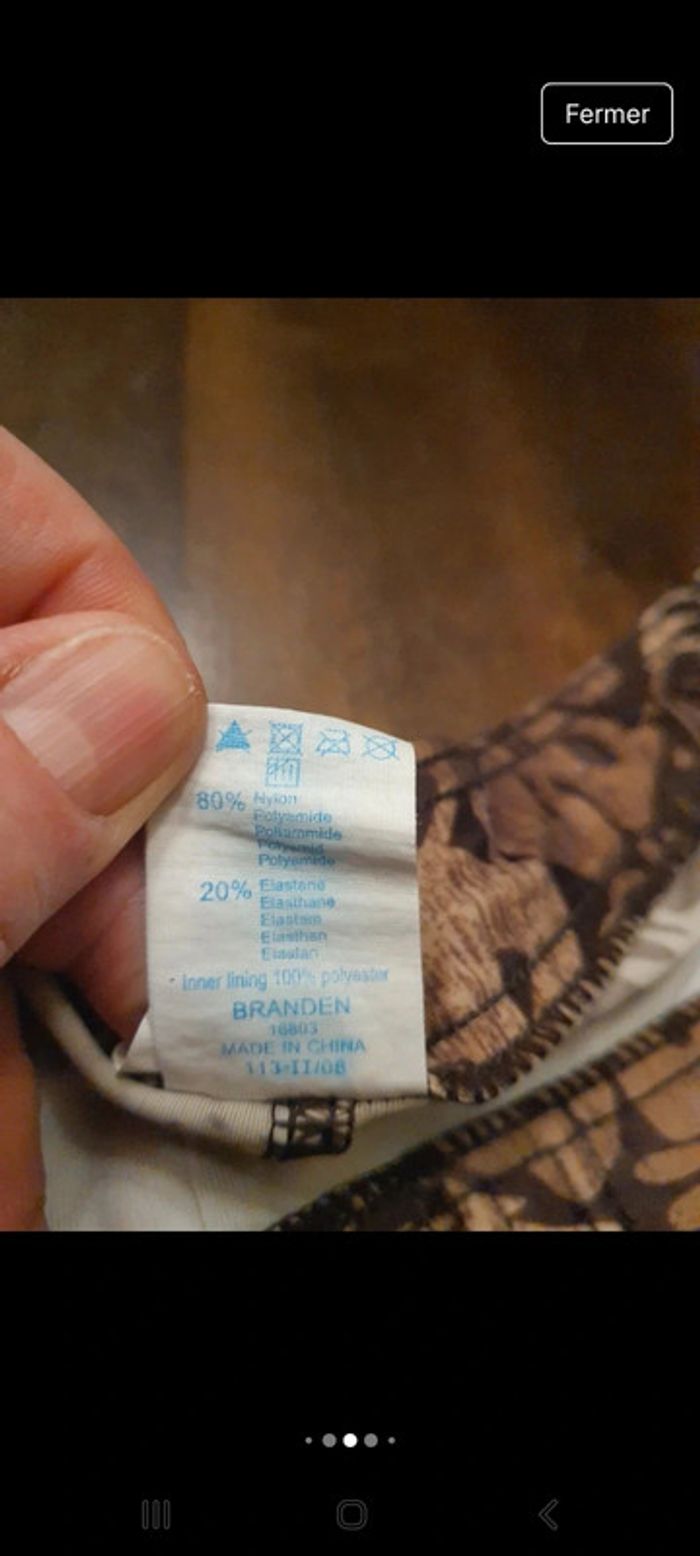 Fermer
80% Nylon
Polyamide
Poliammide
Polyamid
Polyamide
20% Elastane
Elasthane
Elastam
Elasthan
Elastan
Inner lining 100% polyester
BRANDEN
16803
MADE IN CHINA
113-II/08